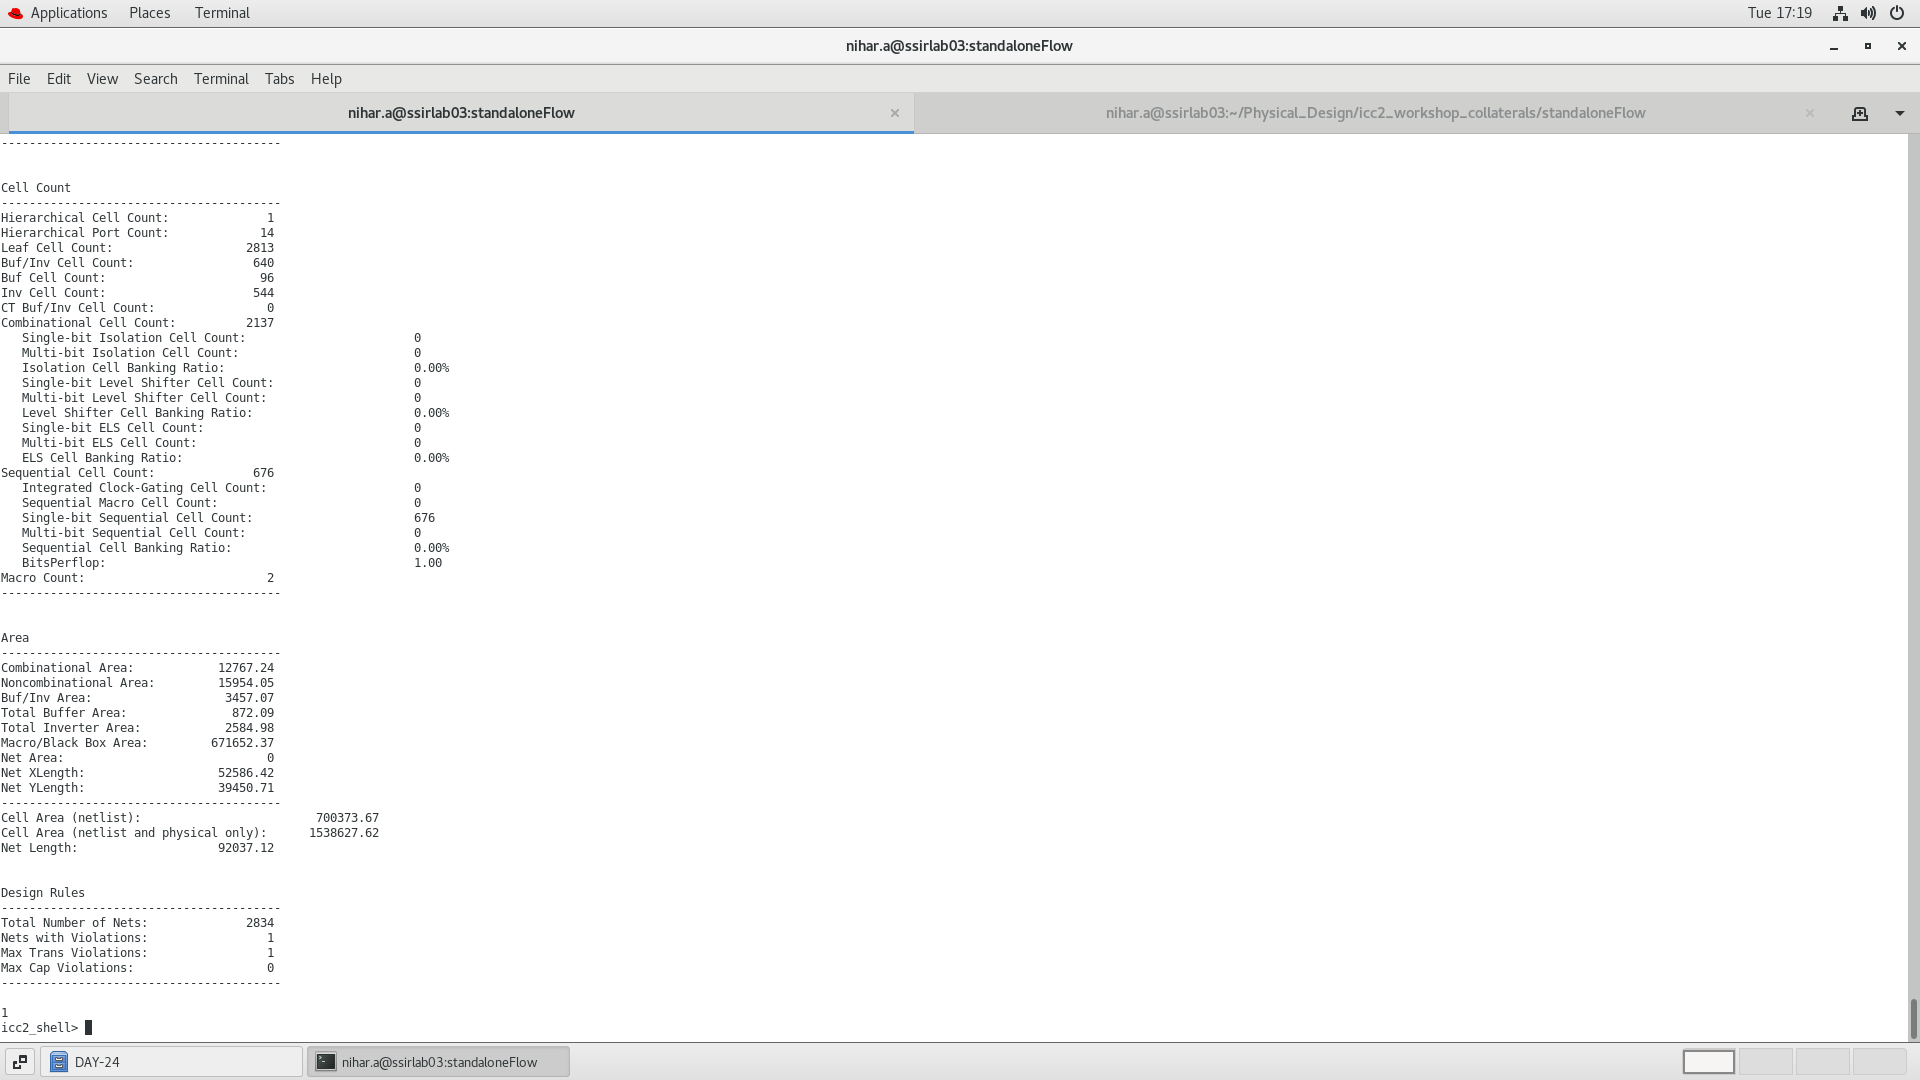 Applications Places Terminal Tue 17:19
nihar.a@ssirlab03:standaloneFlow
File Edit View Search Terminal Tabs Help
nihar.a@ssirlab03:standaloneFlow × nihar.a@ssirlab03:~/Physical_Design/icc2_workshop_collaterals/standaloneFlow ×
----------------------------------------
Cell Count
----------------------------------------
Hierarchical Cell Count: 1
Hierarchical Port Count: 14
Leaf Cell Count: 2813
Buf/Inv Cell Count: 640
Buf Cell Count: 96
Inv Cell Count: 544
CT Buf/Inv Cell Count: 0
Combinational Cell Count: 2137
Single-bit Isolation Cell Count: 0
Multi-bit Isolation Cell Count: 0
Isolation Cell Banking Ratio: 0.00%
Single-bit Level Shifter Cell Count: 0
Multi-bit Level Shifter Cell Count: 0
Level Shifter Cell Banking Ratio: 0.00%
Single-bit ELS Cell Count: 0
Multi-bit ELS Cell Count: 0
ELS Cell Banking Ratio: 0.00%
Sequential Cell Count: 676
Integrated Clock-Gating Cell Count: 0
Sequential Macro Cell Count: 0
Single-bit Sequential Cell Count: 676
Multi-bit Sequential Cell Count: 0
Sequential Cell Banking Ratio: 0.00%
BitsPerflop: 1.00
Macro Count: 2
----------------------------------------
Area
----------------------------------------
Combinational Area: 12767.24
Noncombinational Area: 15954.05
Buf/Inv Area: 3457.07
Total Buffer Area: 872.09
Total Inverter Area: 2584.98
Macro/Black Box Area: 671652.37
Net Area: 0
Net XLength: 52586.42
Net YLength: 39450.71
----------------------------------------
Cell Area (netlist): 700373.67
Cell Area (netlist and physical only): 1538627.62
Net Length: 92037.12
Design Rules
----------------------------------------
Total Number of Nets: 2834
Nets with Violations: 1
Max Trans Violations: 1
Max Cap Violations: 0
----------------------------------------
1
icc2_shell>
DAY-24 nihar.a@ssirlab03:standaloneFlow